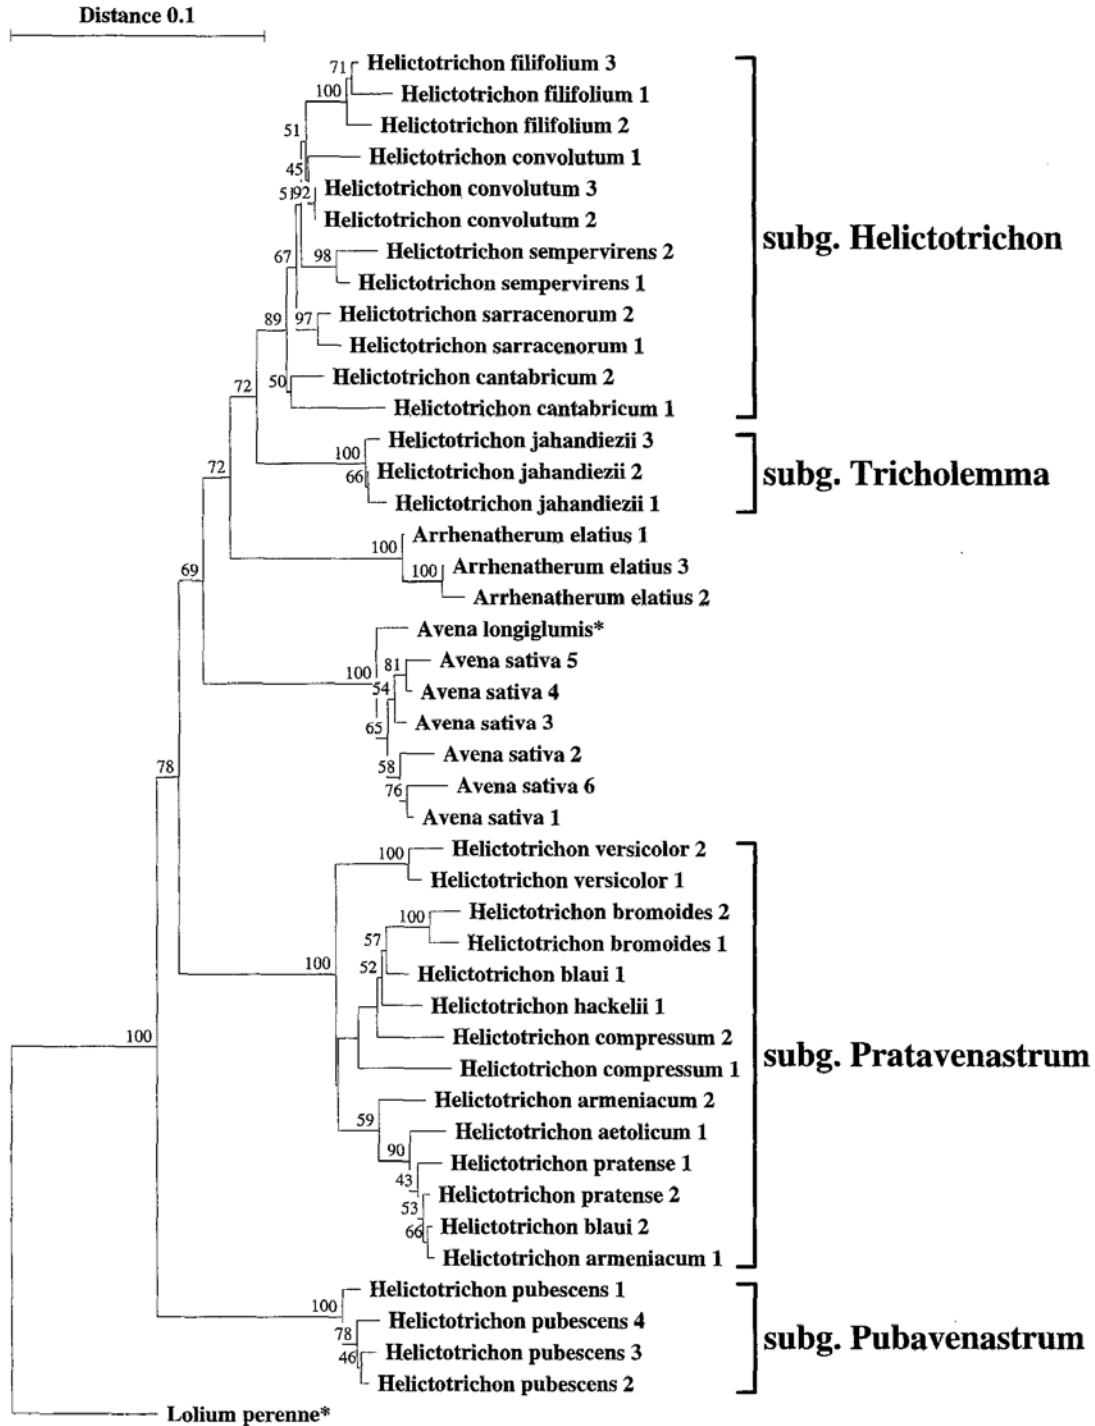 Distance 0.1
71
Helictotrichon filifolium 3
100
Helictotrichon filifolium 1
Helictotrichon filifolium 2
51
Helictotrichon convolutum 1
45
5192
Helictotrichon convolutum 3
Helictotrichon convolutum 2
98
Helictotrichon sempervirens 2
67
Helictotrichon sempervirens 1
89
97
Helictotrichon sarracenorum 2
Helictotrichon sarracenorum 1
50
Helictotrichon cantabricum 2
72
Helictotrichon cantabricum 1
subg. Helictotrichon
100
Helictotrichon jahandiezii 3
72
66
Helictotrichon jahandiezii 2
Helictotrichon jahandiezii 1
subg. Tricholemma
100
Arrhenatherum elatius 1
100
Arrhenatherum elatius 3
69
Arrhenatherum elatius 2
Avena longiglumis*
100
81
Avena sativa 5
54
Avena sativa 4
65
Avena sativa 3
78
58
Avena sativa 2
76
Avena sativa 6
Avena sativa 1
100
Helictotrichon versicolor 2
Helictotrichon versicolor 1
100
Helictotrichon bromoides 2
57
Helictotrichon bromoides 1
100
52
Helictotrichon blaui 1
Helictotrichon hackelii 1
100
Helictotrichon compressum 2
Helictotrichon compressum 1
subg. Pratavenastrum
59
Helictotrichon armeniacum 2
90
Helictotrichon aetolicum 1
43
Helictotrichon pratense 1
53
Helictotrichon pratense 2
66
Helictotrichon blaui 2
Helictotrichon armeniacum 1
100
Helictotrichon pubescens 1
78
Helictotrichon pubescens 4
46
Helictotrichon pubescens 3
Helictotrichon pubescens 2
subg. Pubavenastrum
Lolium perenne*